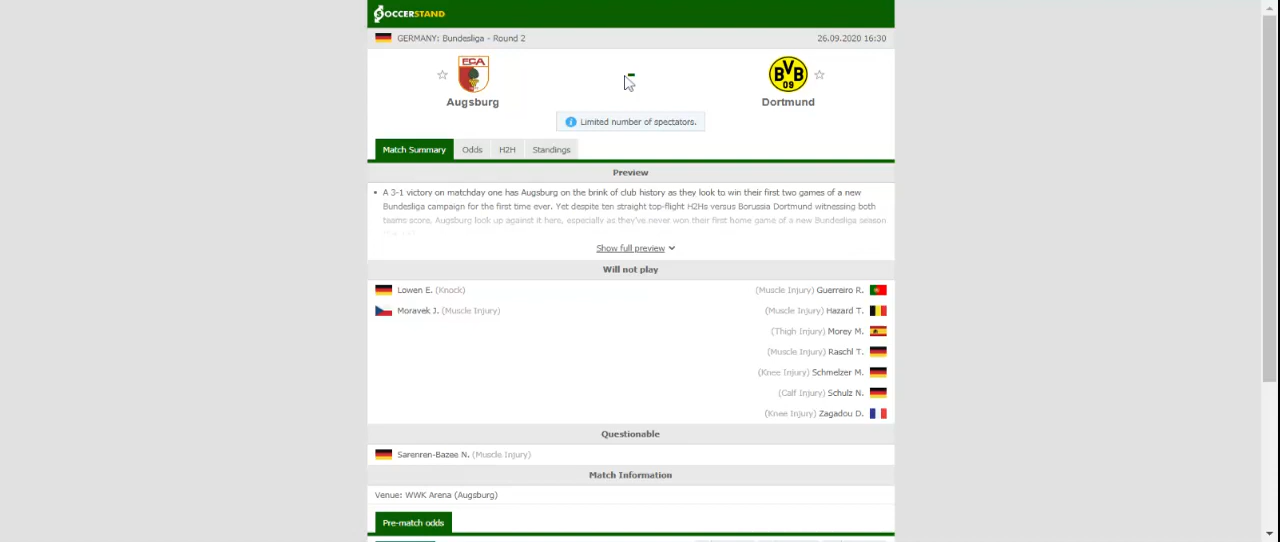 SOCCERSTAND
GERMANY: Bundesliga - Round 2 26.09.2020 16:30
FCA
BVB
09
Augsburg Dortmund
Limited number of spectators.
Match Summary Odds H2H Standings
Preview
• A 3-1 victory on matchday one has Augsburg on the brink of club history as they look to win their first two games of a new
Bundesliga campaign for the first time ever. Yet despite ten straight top-flight H2Hs versus Borussia Dortmund witnessing both
teams score, Augsburg look up against it here, especially as they've never won their first home game of a new Bundesliga season
Show full preview
Will not play
Lowen E. (Knock) (Muscle Injury) Guerreiro R.
Moravek J. (Muscle Injury) (Muscle Injury) Hazard T.
(Thigh Injury) Morey M.
(Muscle Injury) Raschl T.
(Knee Injury) Schmelzer M.
(Calf Injury) Schulz N.
(Knee Injury) Zagadou D.
Questionable
Sarenren-Bazee N. (Muscle Injury)
Match Information
Venue: WWK Arena (Augsburg)
Pre-match odds